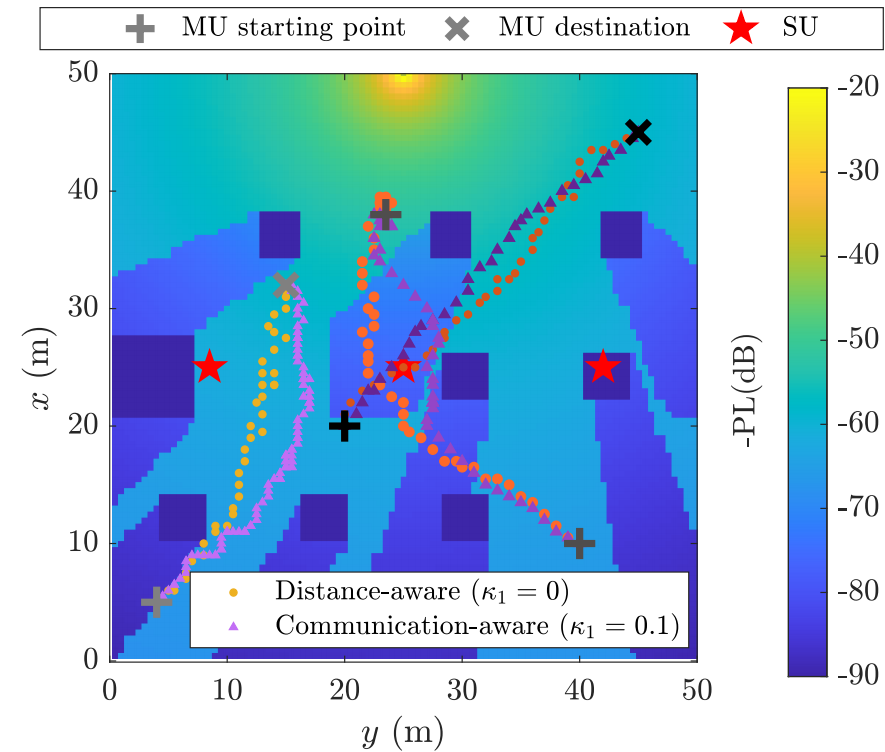 MU starting point MU destination SU
50
40
30
20
10
0
x (m)
0 10 20 30 40 50
y (m)
Distance-aware (κ₁ = 0)
Communication-aware (κ₁ = 0.1)
-20
-30
-40
-50
-60
-70
-80
-90
-PL(dB)